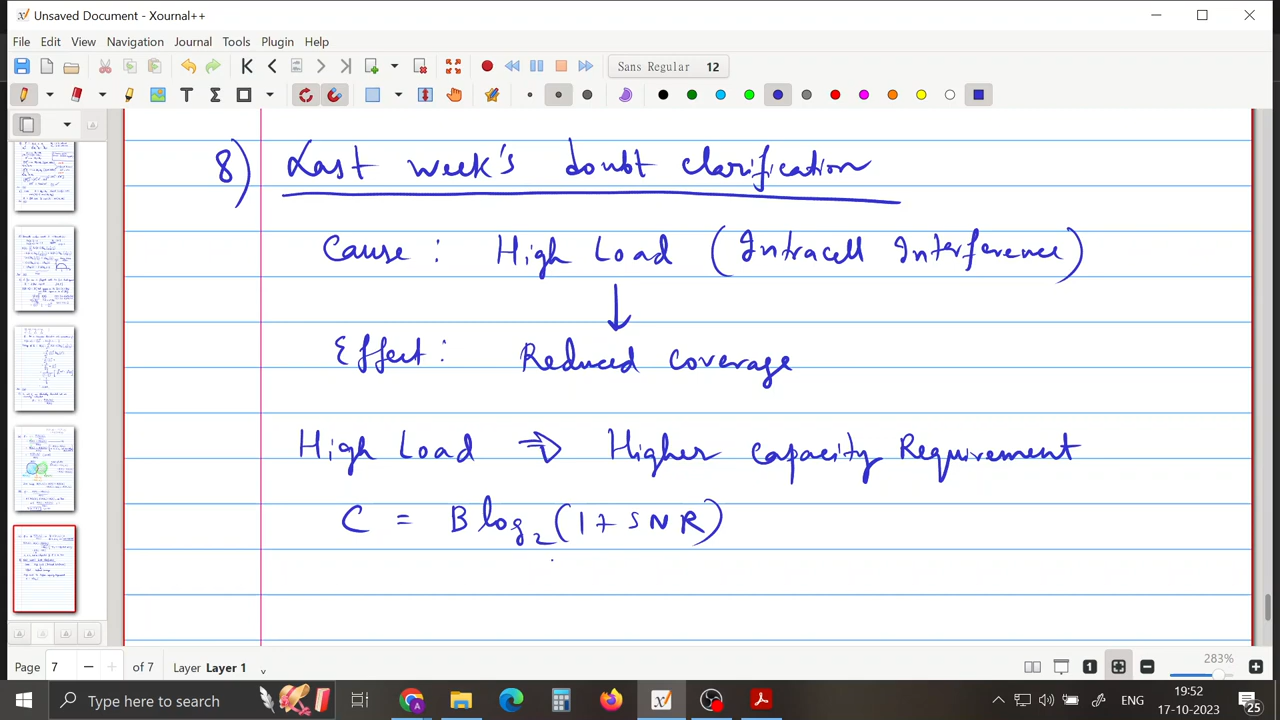 Unsaved Document - Xournal++
File Edit View Navigation Journal Tools Plugin Help
Sans Regular 12
8) Last week's doubt clarification
Cause : High Load (Intracell Interference)
Effect : Reduced coverage
High Load ⇒ Higher capacity Requirement
C = B log₂(1 + SNR)
Page 7 of 7 Layer Layer 1 283%
Type here to search ENG 19:52 17-10-2023 25